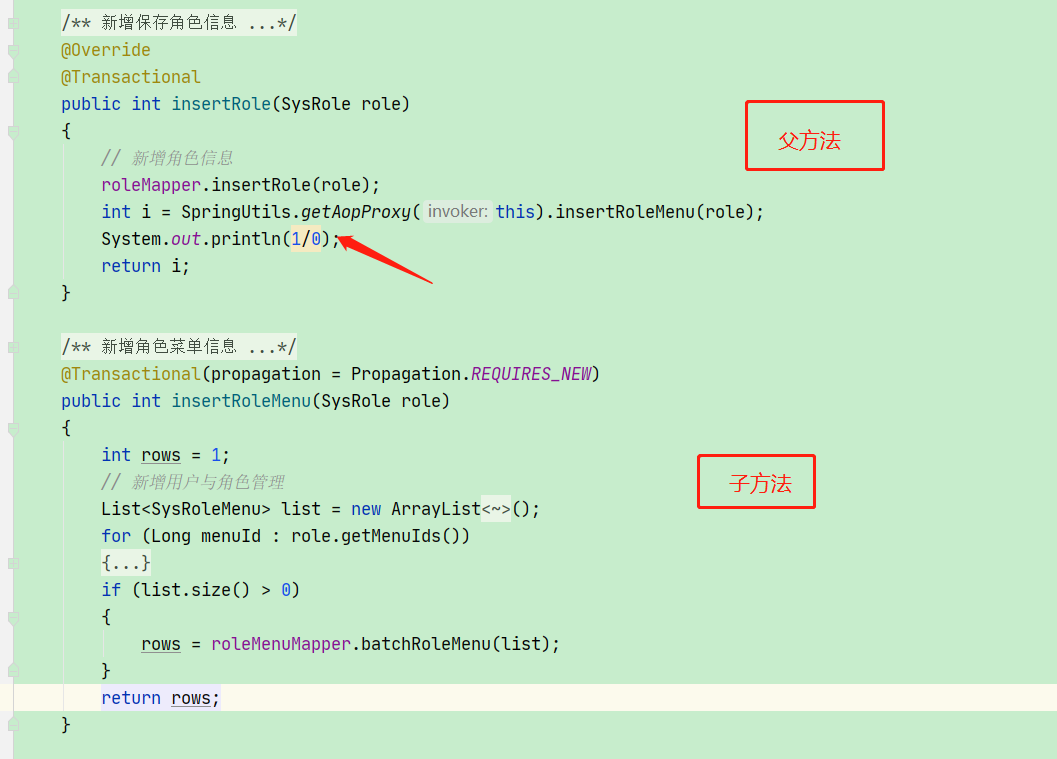 /** 新增保存角色信息 ...*/
@Override
@Transactional
public int insertRole(SysRole role)
{
父方法
// 新增角色信息
roleMapper.insertRole(role);
int i = SpringUtils.getAopProxy( invoker: this).insertRoleMenu(role);
System.out.println(1/0);
return i;
}
/** 新增角色菜单信息 ...*/
@Transactional(propagation = Propagation.REQUIRES_NEW)
public int insertRoleMenu(SysRole role)
{
int rows = 1;
// 新增用户与角色管理
子方法
List<SysRoleMenu> list = new ArrayList<~>();
for (Long menuId : role.getMenuIds())
{...}
if (list.size() > 0)
{
rows = roleMenuMapper.batchRoleMenu(list);
}
return rows;
}